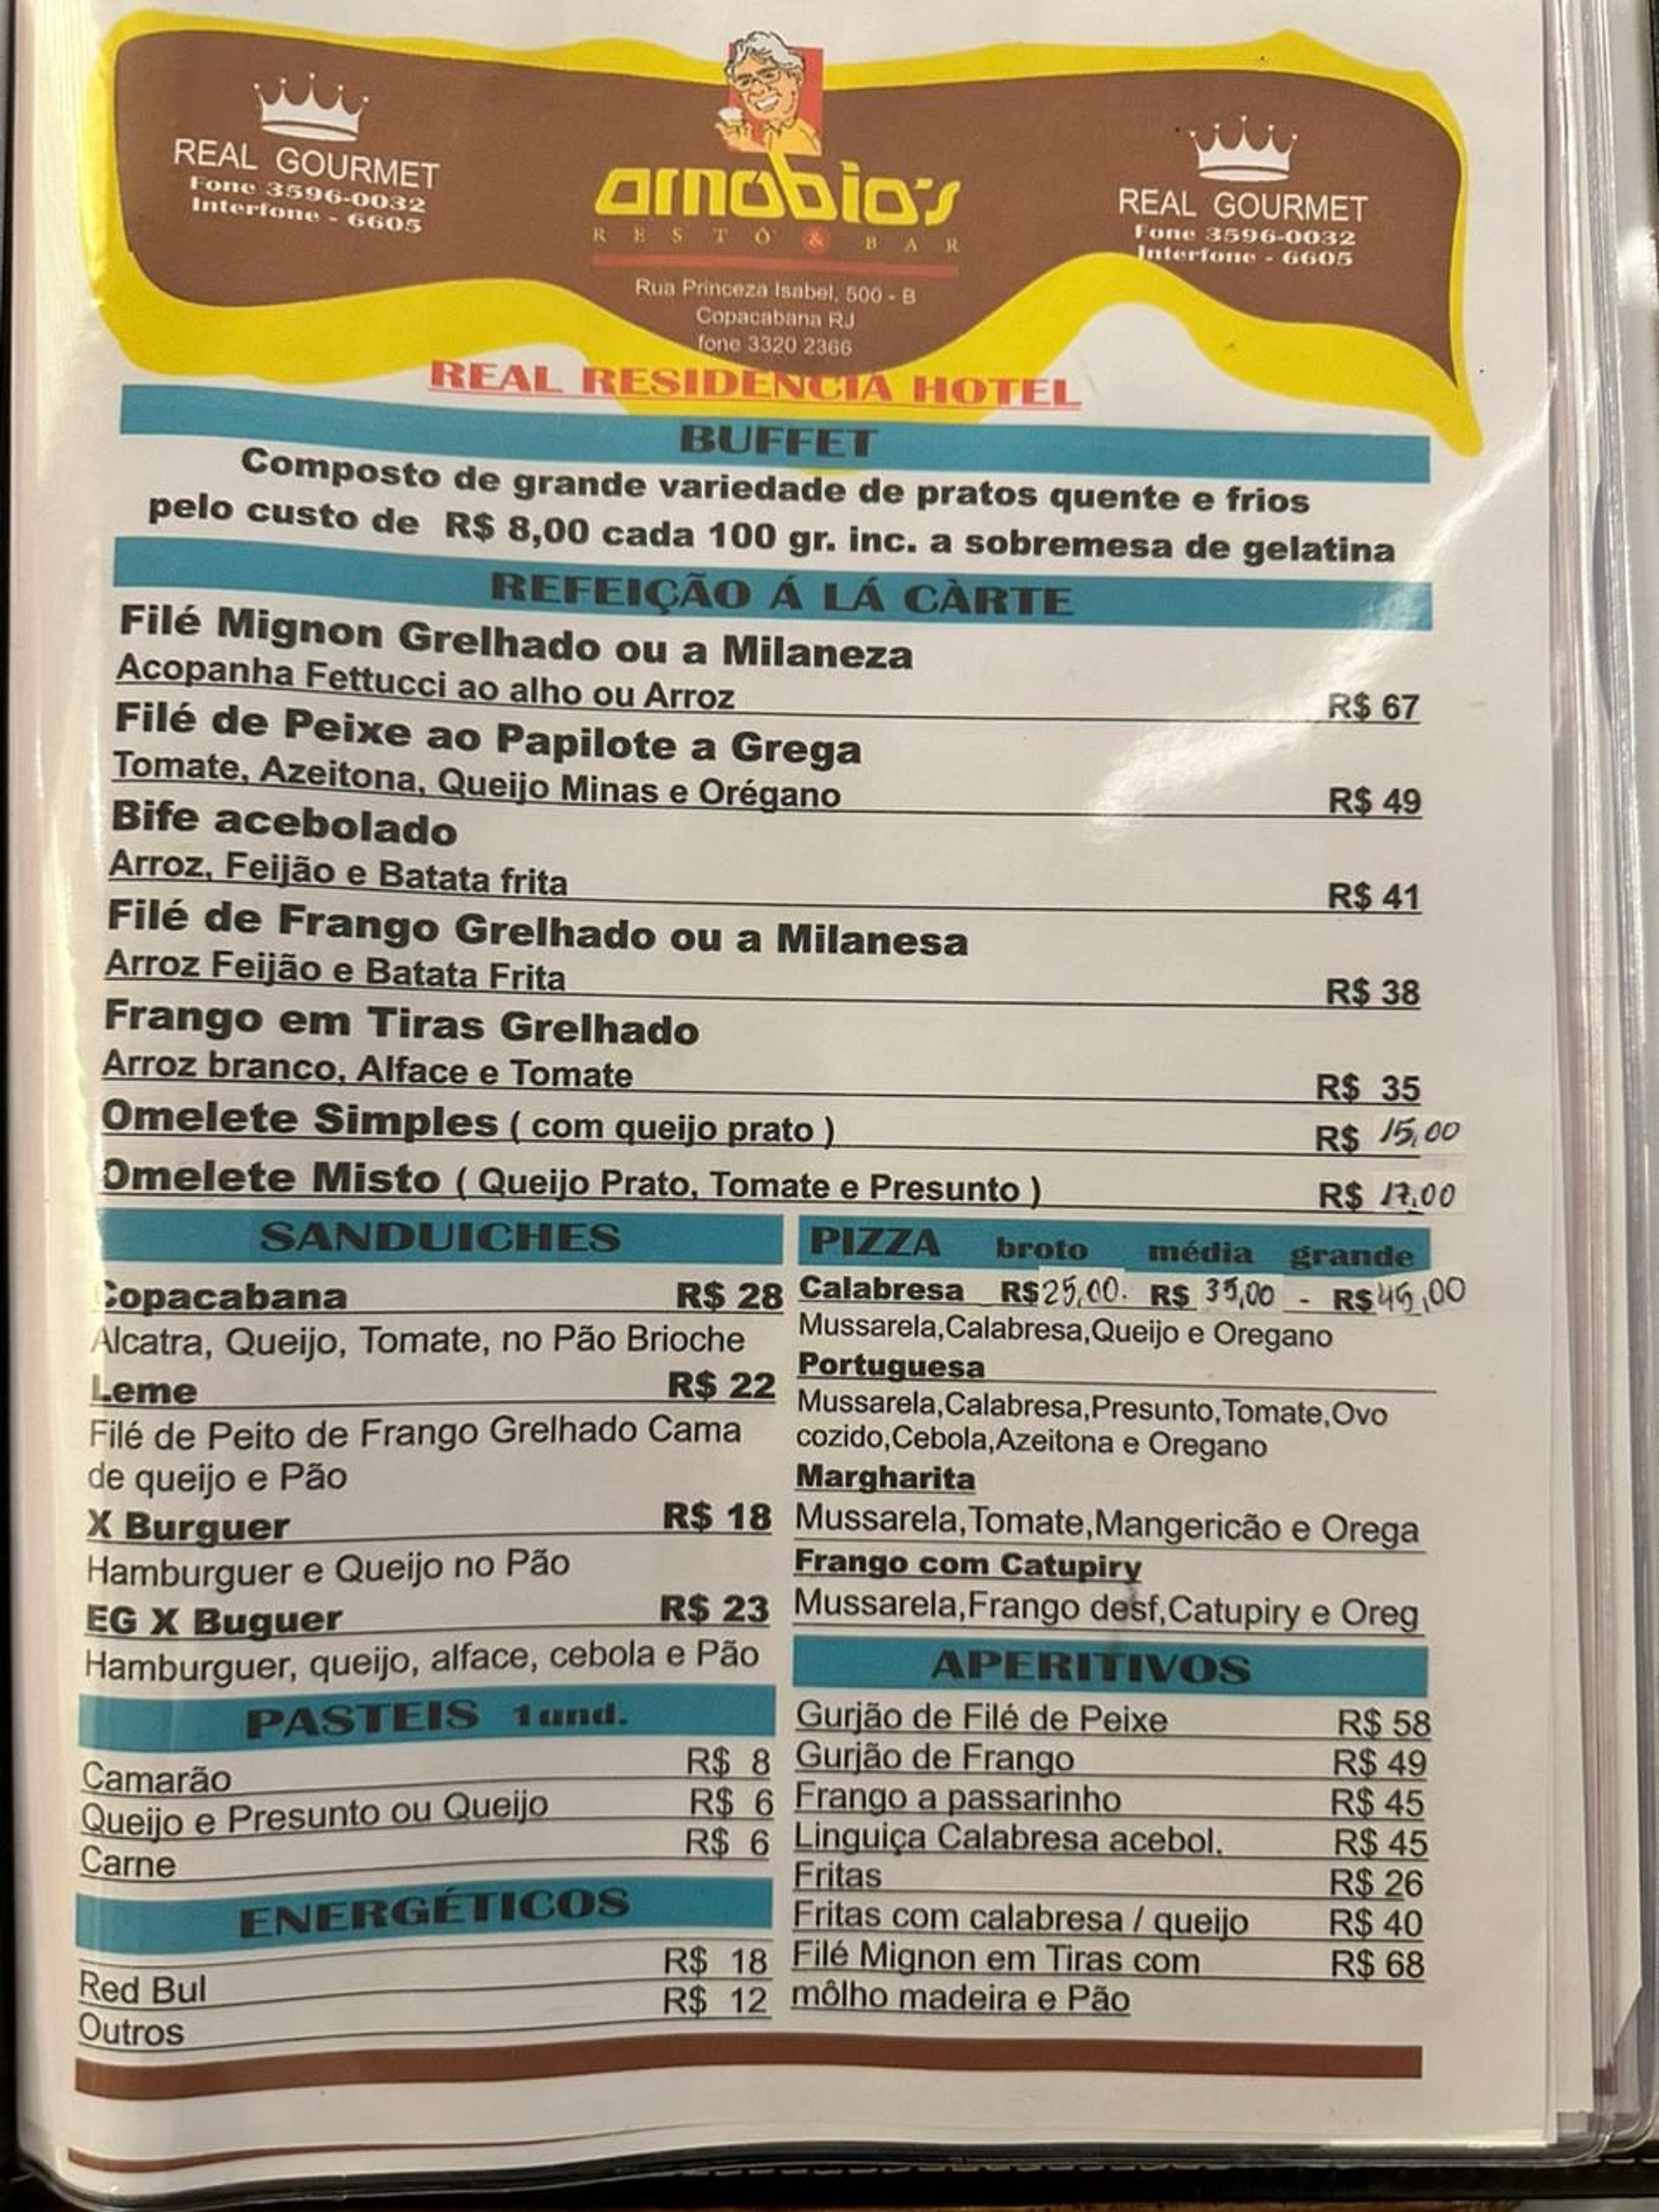 REAL GOURMET
Fone 3596-0032
Interfone - 6605
arnobio's
RESTÔ & BAR
Rua Princeza Isabel, 500 - B
Copacabana RJ
fone 3320 2366
REAL GOURMET
Fone 3596-0032
Interfone - 6605
REAL RESIDENCIA HOTEL
BUFFET
Composto de grande variedade de pratos quente e frios
pelo custo de R$ 8,00 cada 100 gr. inc. a sobremesa de gelatina
REFEIÇÃO Á LÁ CÀRTE
Filé Mignon Grelhado ou a Milaneza
Acopanha Fettucci ao alho ou Arroz R$ 67
Filé de Peixe ao Papilote a Grega
Tomate, Azeitona, Queijo Minas e Orégano R$ 49
Bife acebolado
Arroz, Feijão e Batata frita R$ 41
Filé de Frango Grelhado ou a Milanesa
Arroz Feijão e Batata Frita R$ 38
Frango em Tiras Grelhado
Arroz branco, Alface e Tomate R$ 35
Omelete Simples ( com queijo prato ) R$ 15,00
Omelete Misto ( Queijo Prato, Tomate e Presunto ) R$ 17,00
SANDUICHES
Copacabana R$ 28
Alcatra, Queijo, Tomate, no Pão Brioche
Leme R$ 22
Filé de Peito de Frango Grelhado Cama
de queijo e Pão
X Burguer R$ 18
Hamburguer e Queijo no Pão
EG X Buguer R$ 23
Hamburguer, queijo, alface, cebola e Pão
PASTEIS 1und.
Camarão R$ 8
Queijo e Presunto ou Queijo R$ 6
Carne R$ 6
ENERGÉTICOS
Red Bul R$ 18
Outros R$ 12
PIZZA broto média grande
Calabresa R$25,00. R$ 35,00 - R$45,00
Mussarela,Calabresa,Queijo e Oregano
Portuguesa
Mussarela,Calabresa,Presunto,Tomate,Ovo
cozido,Cebola,Azeitona e Oregano
Margharita
Mussarela,Tomate,Mangericão e Orega
Frango com Catupiry
Mussarela,Frango desf,Catupiry e Oreg
APERITIVOS
Gurjão de Filé de Peixe R$ 58
Gurjão de Frango R$ 49
Frango a passarinho R$ 45
Linguiça Calabresa acebol. R$ 45
Fritas R$ 26
Fritas com calabresa / queijo R$ 40
Filé Mignon em Tiras com R$ 68
môlho madeira e Pão